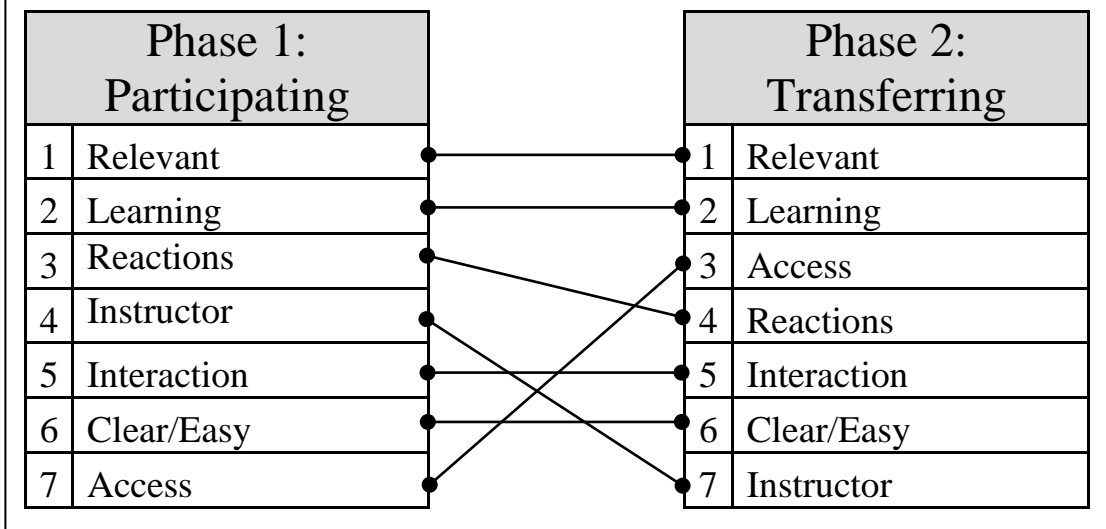 Phase 1:
Participating
1 Relevant
2 Learning
3 Reactions
4 Instructor
5 Interaction
6 Clear/Easy
7 Access
Phase 2:
Transferring
1 Relevant
2 Learning
3 Access
4 Reactions
5 Interaction
6 Clear/Easy
7 Instructor